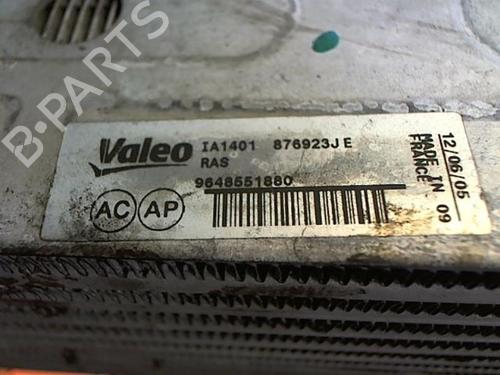 B-PARTS
Valeo
IA1401 876923J E
RAS
9648551880
AC AP
12/06/05
MADE IN
FRANCE 09